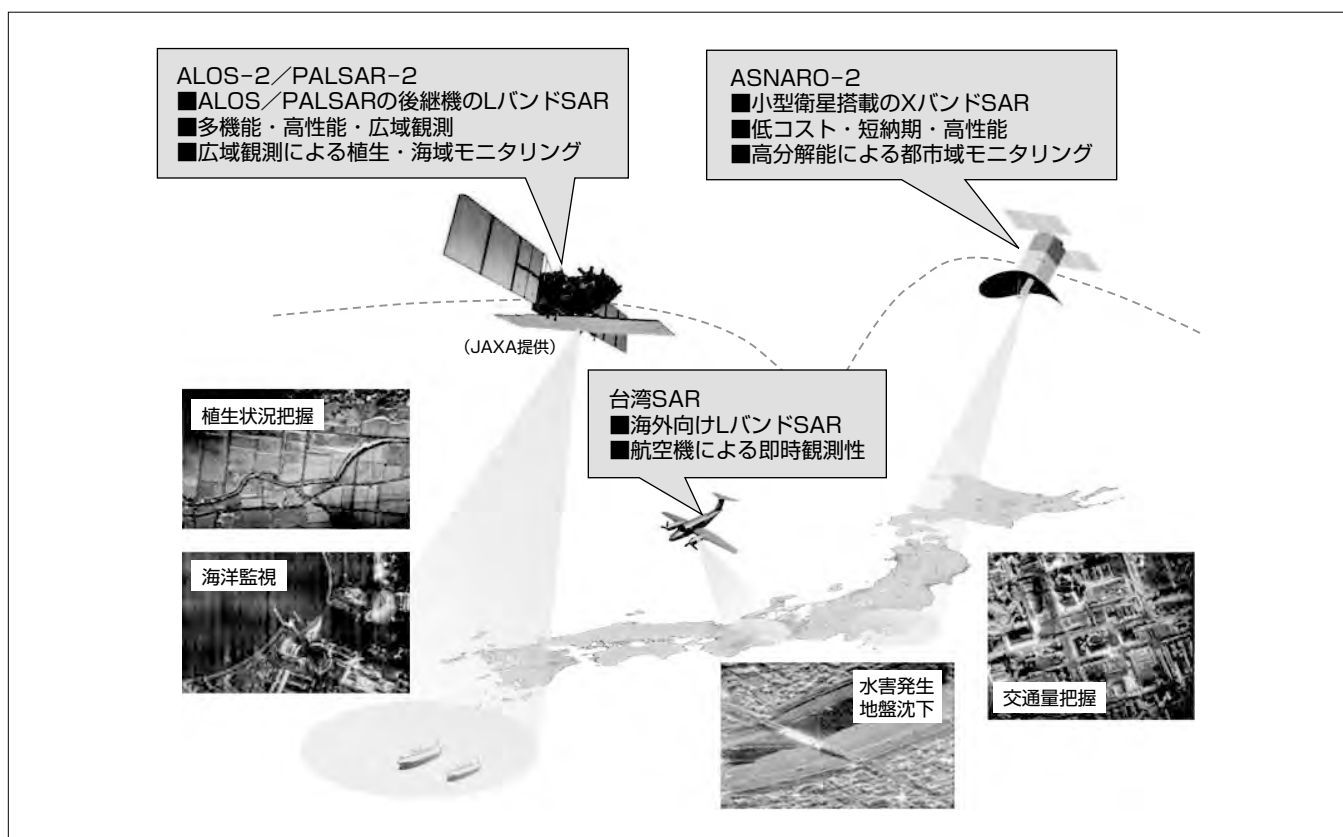 ALOS-2／PALSAR-2
■ALOS／PALSARの後継機のLバンドSAR
■多機能・高性能・広域観測
■広域観測による植生・海域モニタリング
ASNARO-2
■小型衛星搭載のXバンドSAR
■低コスト・短納期・高性能
■高分解能による都市域モニタリング
（JAXA提供）
台湾SAR
■海外向けLバンドSAR
■航空機による即時観測性
植生状況把握
海洋監視
水害発生
地盤沈下
交通量把握